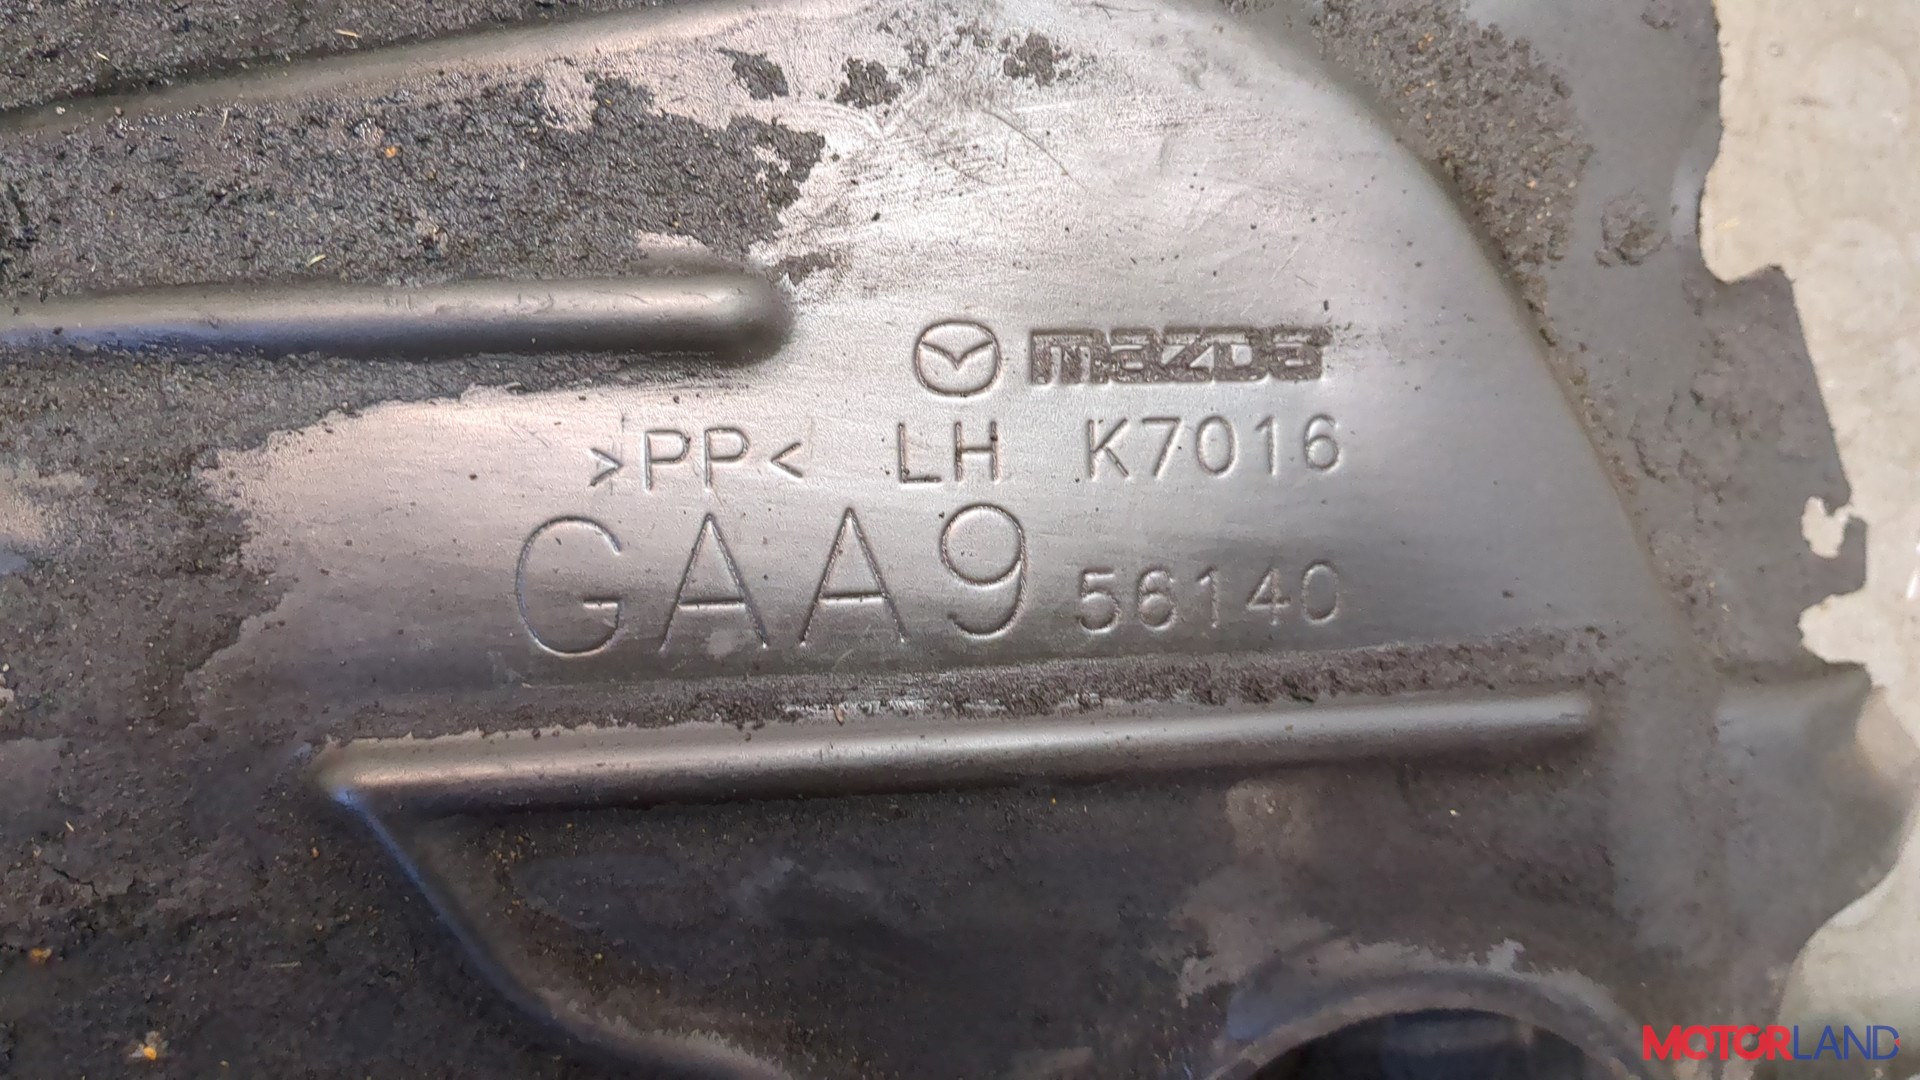 mazda
>PP< LH K7016
GAA9 56140
MOTORLAND